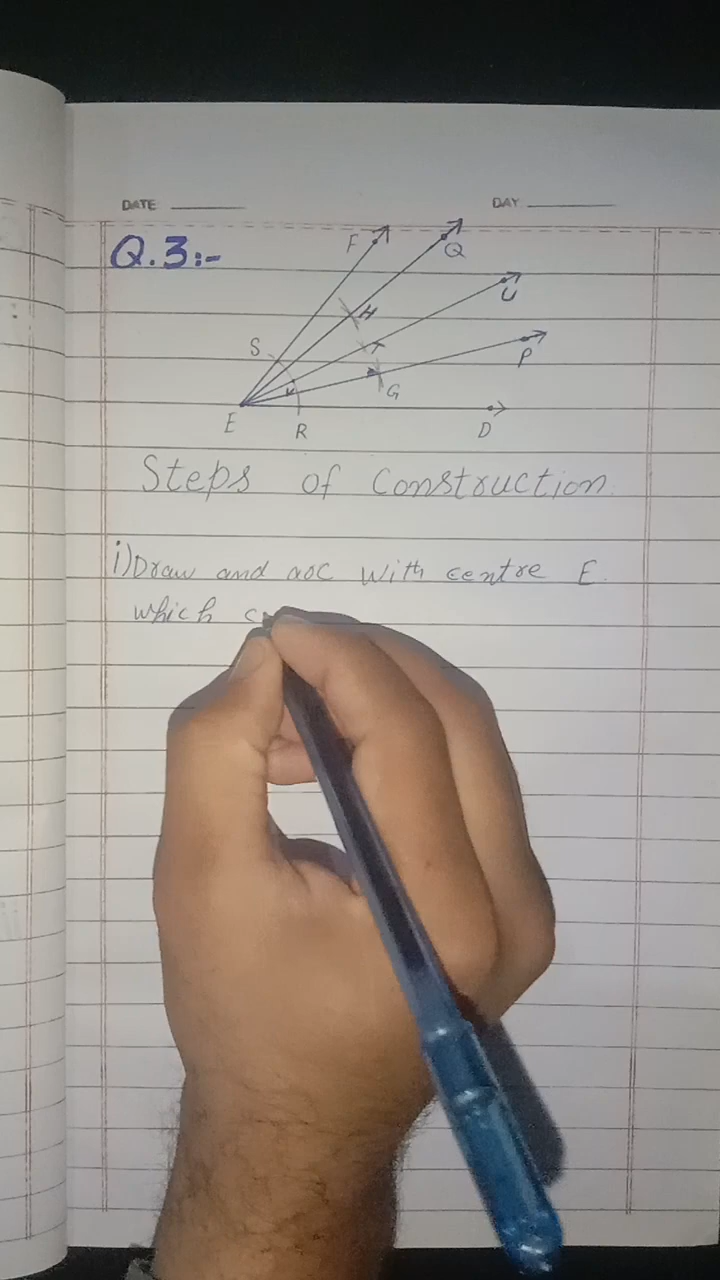 DATE DAY
Q.3:-
F Q
H U
S T P
G
E R D
Steps of Construction
i) Draw and arc with centre E.
which